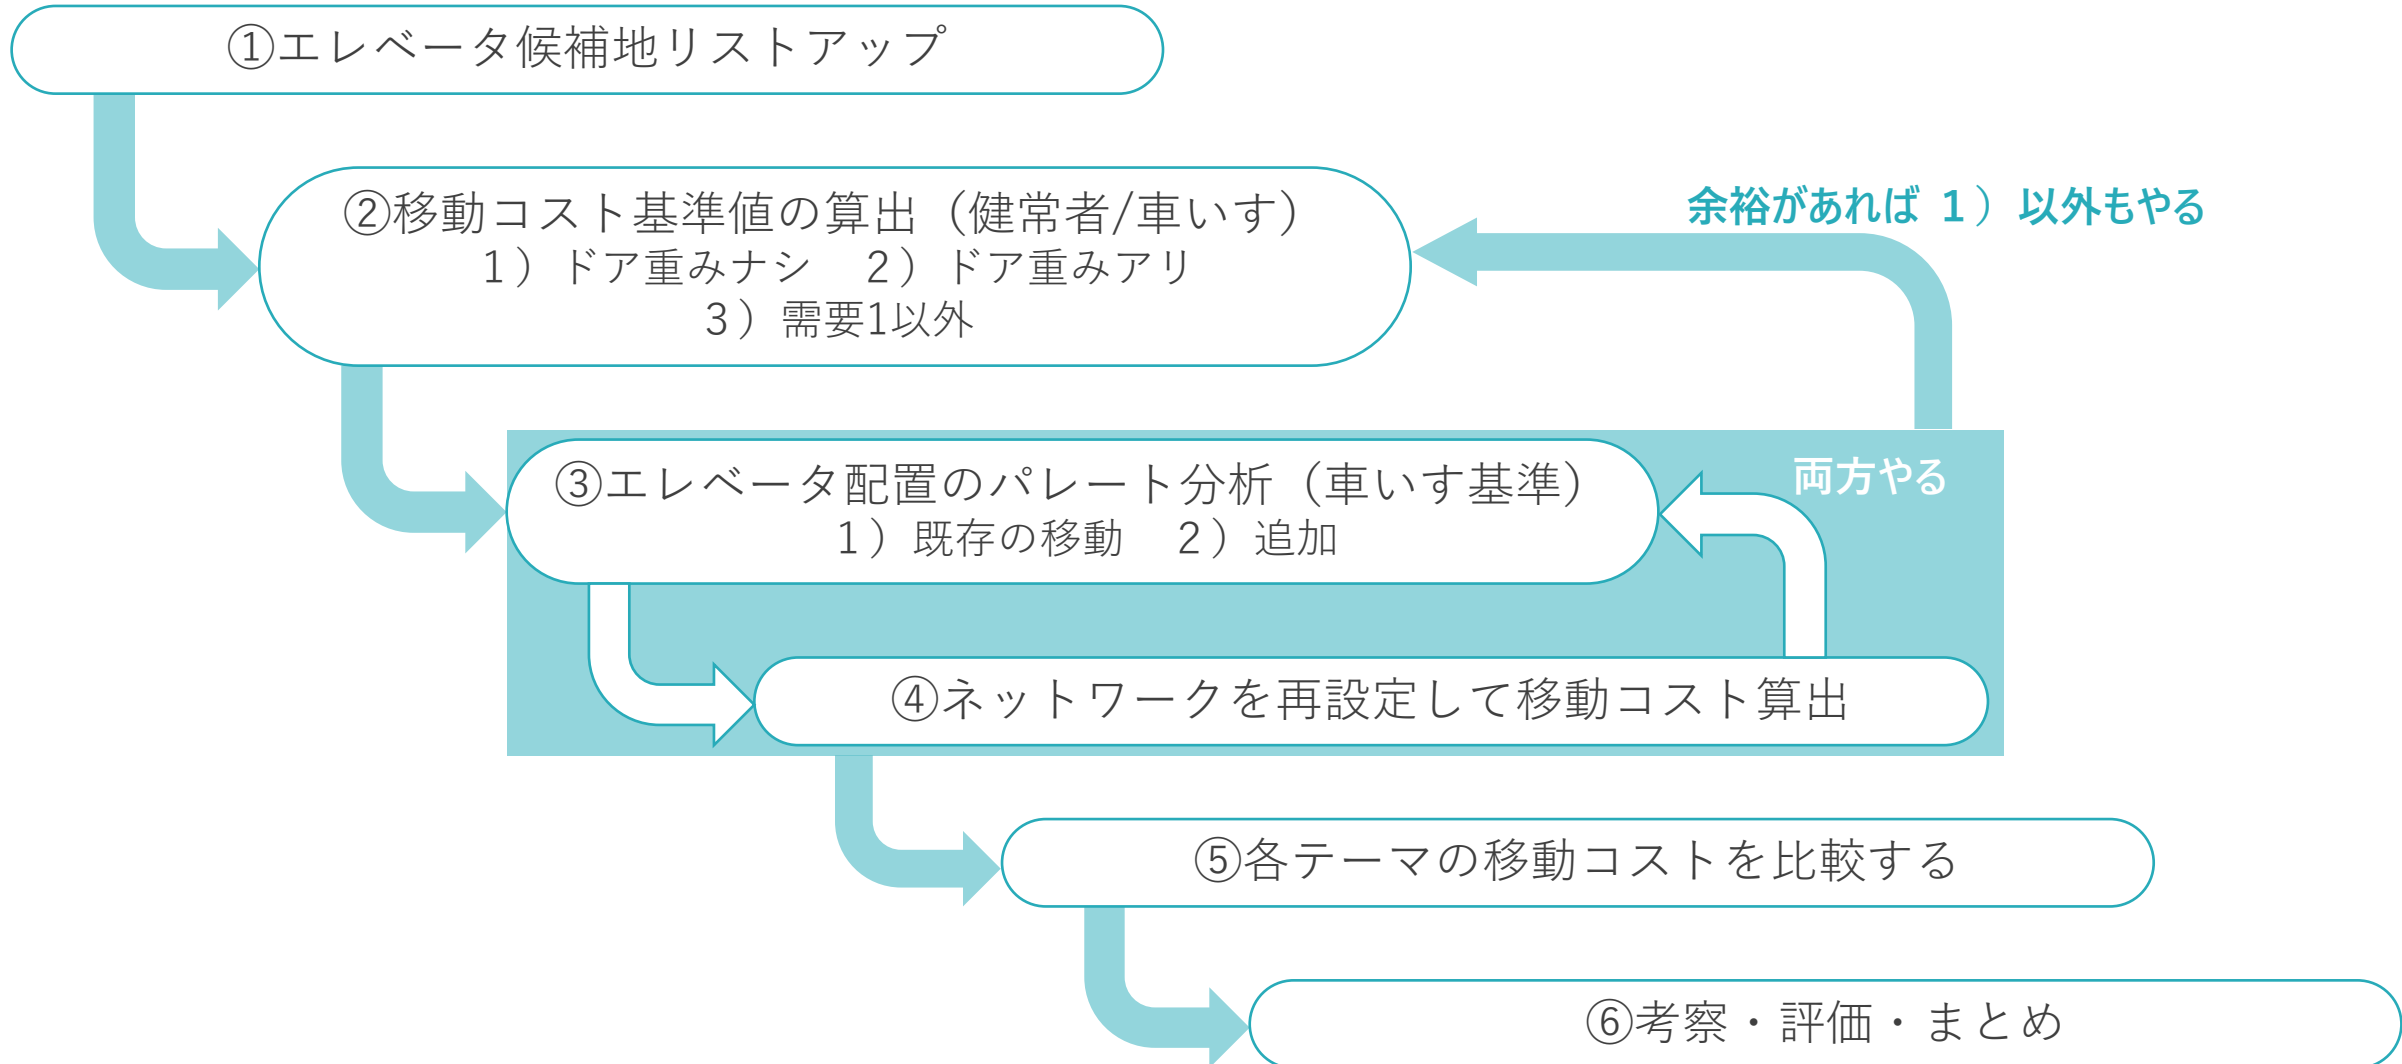 ①エレベータ候補地リストアップ
②移動コスト基準値の算出（健常者/車いす）
１）ドア重みナシ　２）ドア重みアリ
３）需要1以外
余裕があれば １）以外もやる
③エレベータ配置のパレート分析（車いす基準）
１）既存の移動　２）追加
両方やる
④ネットワークを再設定して移動コスト算出
⑤各テーマの移動コストを比較する
⑥考察・評価・まとめ